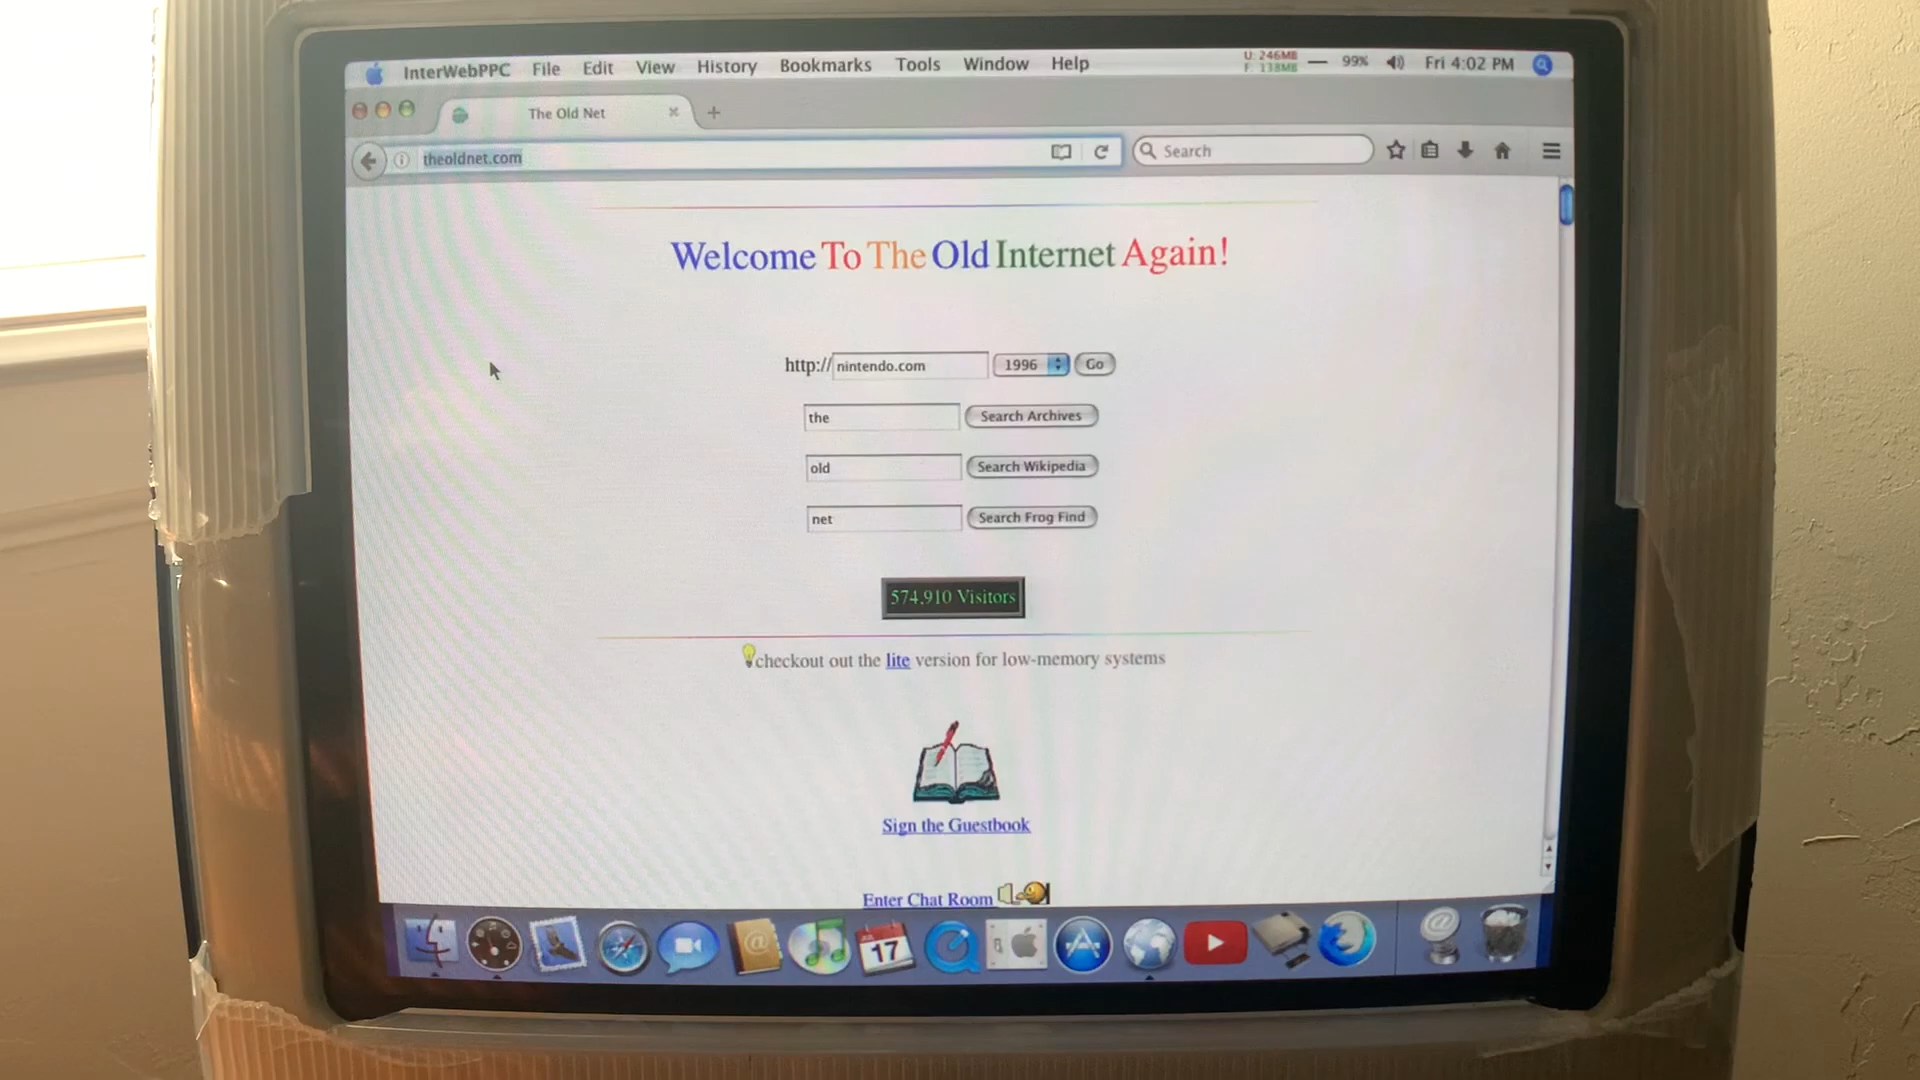 InterWebPPC File Edit View History Bookmarks Tools Window Help U: 246MB F: 138MB 99% Fri 4:02 PM
The Old Net
theoldnet.com Search
Welcome To The Old Internet Again!
http:// nintendo.com 1996 Go
the Search Archives
old Search Wikipedia
net Search Frog Find
574,910 Visitors
checkout out the lite version for low-memory systems
Sign the Guestbook
Enter Chat Room
17